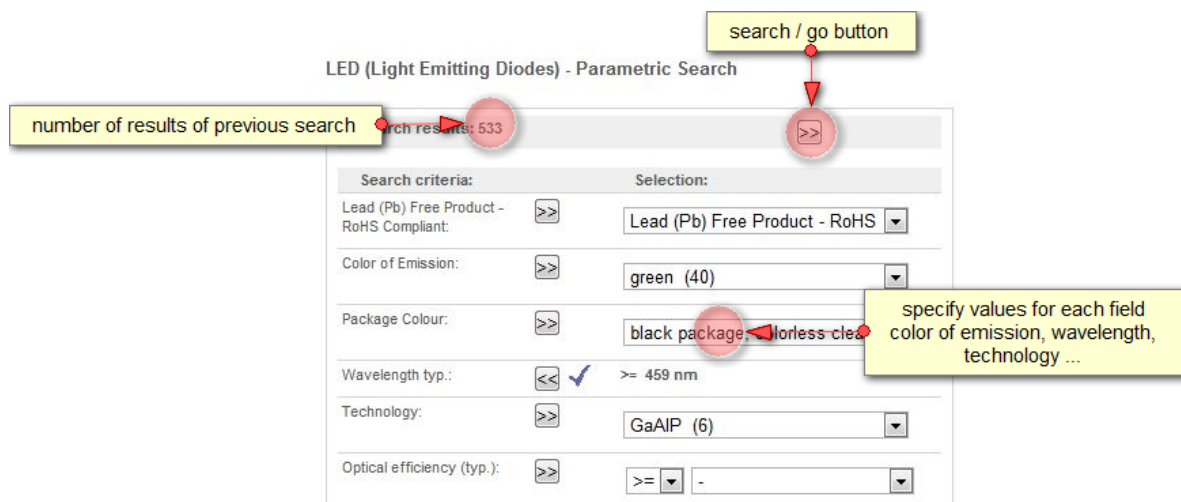 search / go button
LED (Light Emitting Diodes) - Parametric Search
number of results of previous search
results: 533
>>
Search criteria:
Selection:
Lead (Pb) Free Product -
RoHS Compliant:
>>
Lead (Pb) Free Product - RoHS
Color of Emission:
>>
green (40)
specify values for each field
color of emission, wavelength,
technology ...
Package Colour:
>>
black package, colorless clea
Wavelength typ.:
<<
>= 459 nm
Technology:
>>
GaAlP (6)
Optical efficiency (typ.):
>>
>=
-